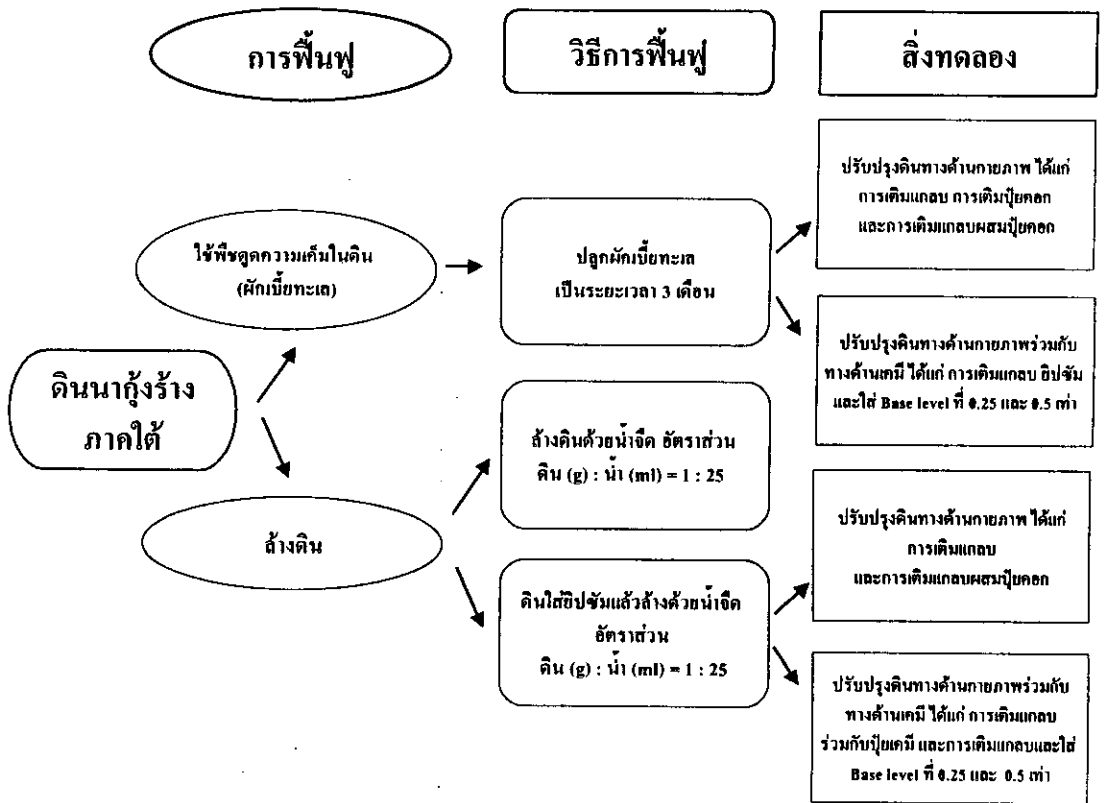 การฟื้นฟู
วิธีการฟื้นฟู
สิ่งทดลอง
ดินนากุ้งร้าง
ภาคใต้
ใช้พืชดูดความเค็มในดิน
(ผักเบี้ยทะเล)
ปลูกผักเบี้ยทะเล
เป็นระยะเวลา 3 เดือน
ปรับปรุงดินทางด้านกายภาพ ได้แก่
การเติมแกลบ การเติมปุ๋ยคอก
และการเติมแกลบผสมปุ๋ยคอก
ปรับปรุงดินทางด้านกายภาพร่วมกับ
ทางด้านเคมี ได้แก่ การเติมแกลบ ยิปซัม
และใส่ Base level ที่ 0.25 และ 0.5 เท่า
ล้างดิน
ล้างดินด้วยน้ำจืด อัตราส่วน
ดิน (g) : น้ำ (ml) = 1 : 25
ดินใส่ยิปซัมแล้วล้างด้วยน้ำจืด
อัตราส่วน
ดิน (g) : น้ำ (ml) = 1 : 25
ปรับปรุงดินทางด้านกายภาพ ได้แก่
การเติมแกลบ
และการเติมแกลบผสมปุ๋ยคอก
ปรับปรุงดินทางด้านกายภาพร่วมกับ
ทางด้านเคมี ได้แก่ การเติมแกลบ
ร่วมกับปุ๋ยเคมี และการเติมแกลบและใส่
Base level ที่ 0.25 และ 0.5 เท่า